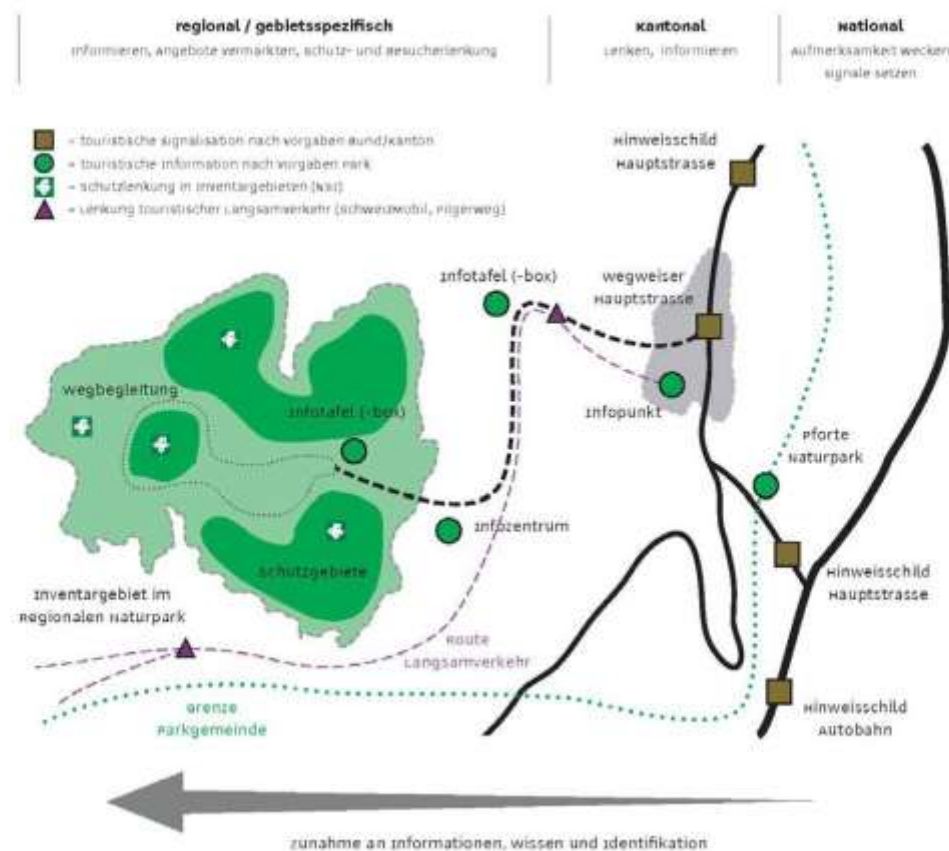 regional / gebietsspezifisch
Informieren, Angebote vermarkten, Schutz- und Besucherlenkung
Kantonal
Lenken, informieren
National
Aufmerksamkeit wecken
Signale setzen
= touristische Signalisation nach Vorgaben Bund/Kanton
= touristische Information nach Vorgaben Park
= Schutzlenkung in Inventargebieten (NSI)
= Lenkung touristischer Langsamverkehr (SchweizMobil, Pilgerweg)
Hinweisschild
Hauptstrasse
Infotafel (-box)
Wegweiser
Hauptstrasse
Wegbegleitung
Infotafel (-box)
Infopunkt
Pforte
Naturpark
Infozentrum
Schutzgebiete
Hinweisschild
Hauptstrasse
Inventargebiet im
Regionalen Naturpark
Route
Langsamverkehr
Grenze
Parkgemeinde
Hinweisschild
Autobahn
Zunahme an Informationen, Wissen und Identifikation